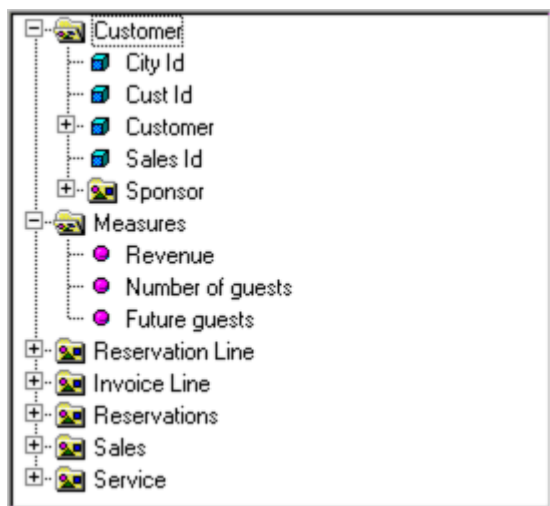 Customer
City Id
Cust Id
Customer
Sales Id
Sponsor
Measures
Revenue
Number of guests
Future guests
Reservation Line
Invoice Line
Reservations
Sales
Service